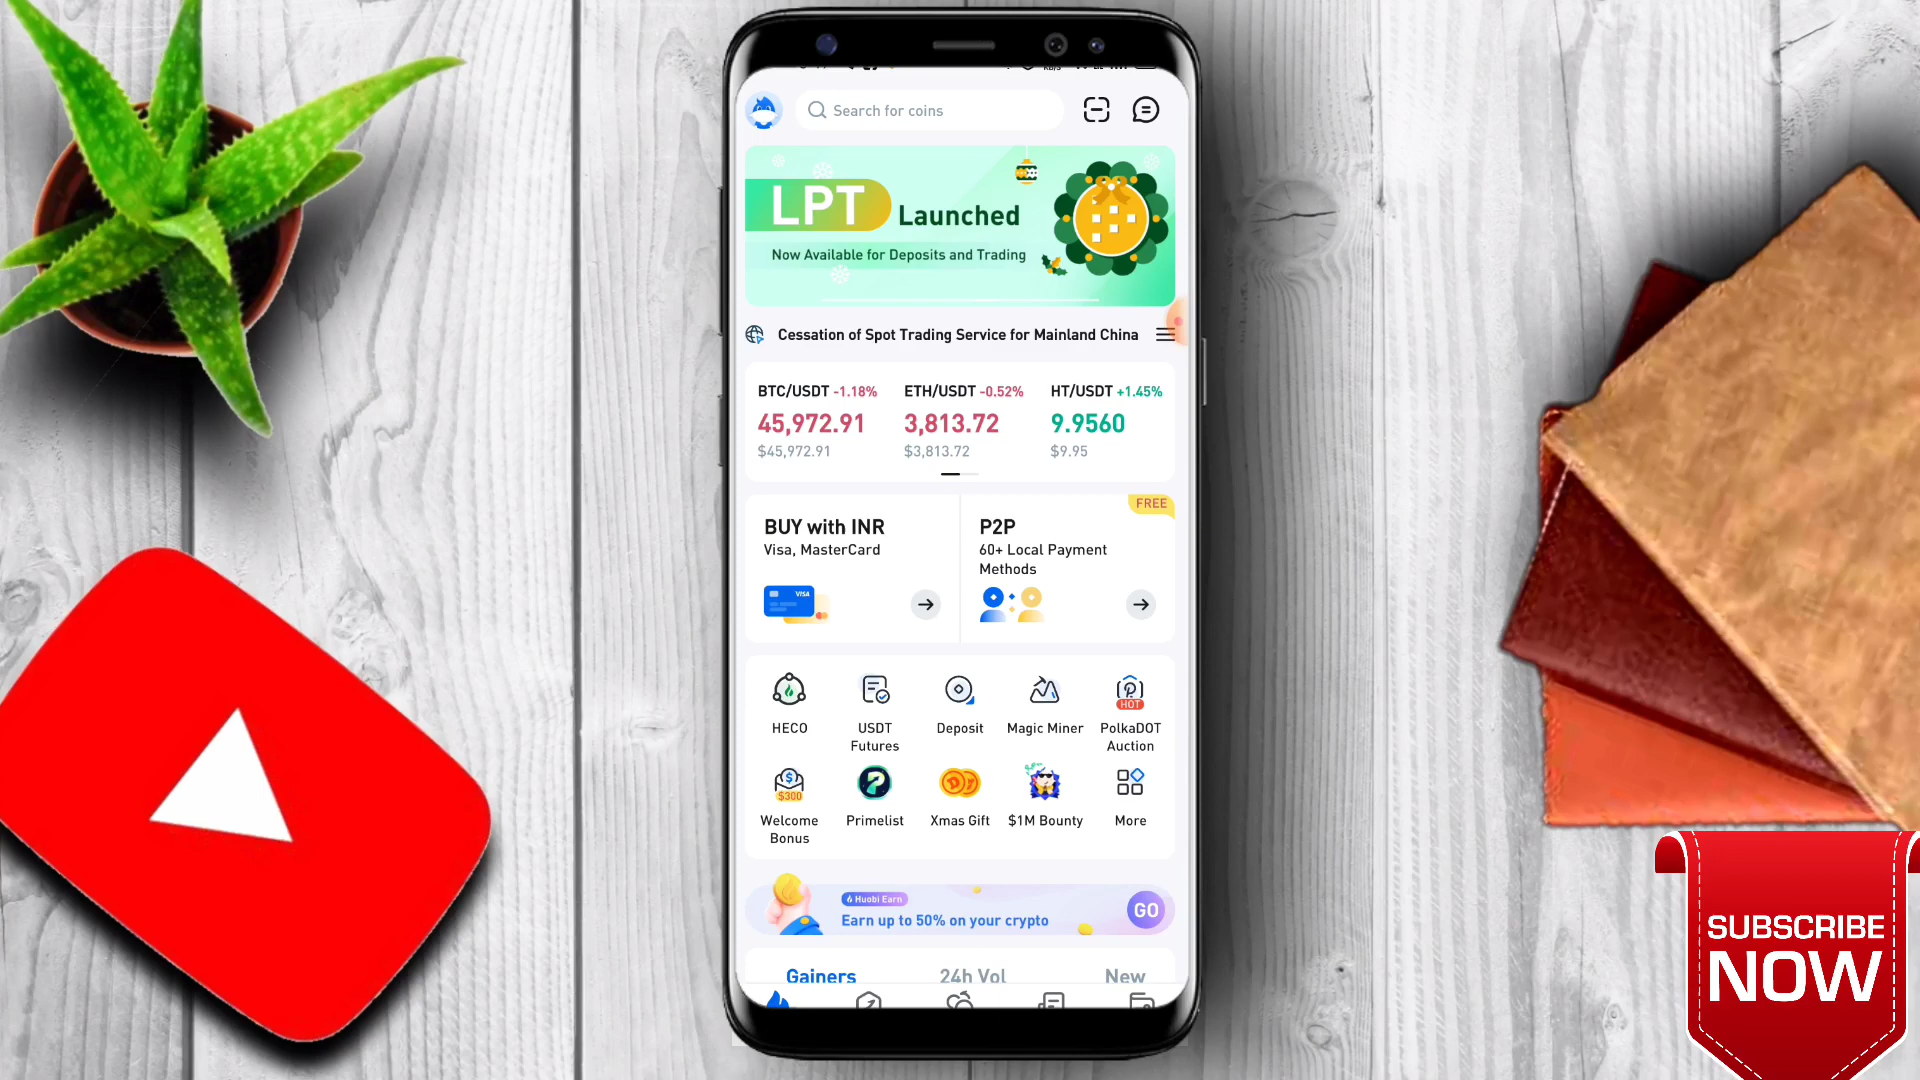 Search for coins
LPT Launched
Now Available for Deposits and Trading
Cessation of Spot Trading Service for Mainland China
BTC/USDT -1.18% ETH/USDT -0.52% HT/USDT +1.45%
45,972.91 3,813.72 9.9560
$45,972.91 $3,813.72 $9.95
FREE
BUY with INR
Visa, MasterCard
VISA
P2P
60+ Local Payment
Methods
HOT
HECO
USDT
Futures
Deposit
Magic Miner
PolkaDOT
Auction
$300
Welcome
Bonus
Primelist
Xmas Gift
$1M Bounty
More
Huobi Earn
Earn up to 50% on your crypto
GO
Gainers 24h Vol New
SUBSCRIBE
NOW